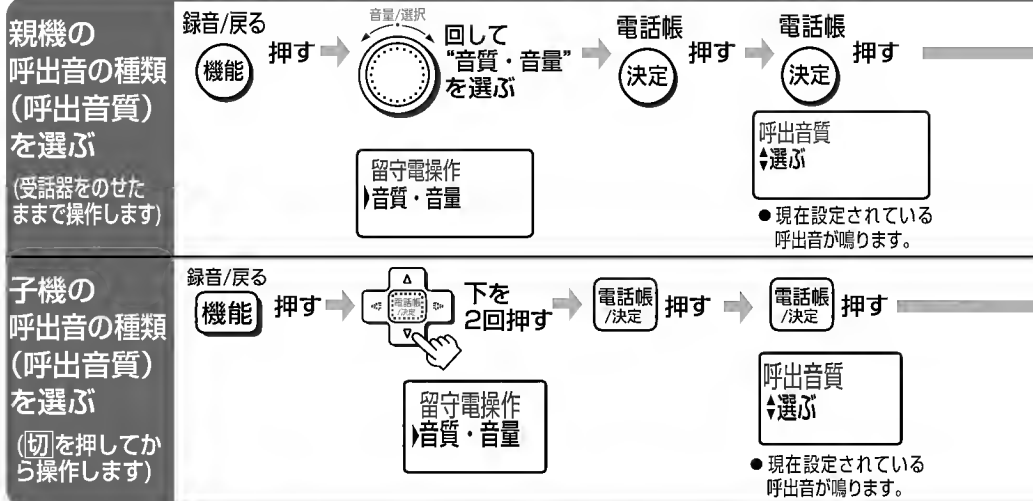 親機の
呼出音の種類
(呼出音質)
を選ぶ
(受話器をのせた
ままで操作します)
録音/戻る
機能
押す
音量/選択
回して
"音質・音量"
を選ぶ
留守電操作
音質・音量
電話帳
決定
押す
電話帳
決定
押す
呼出音質
選ぶ
●現在設定されている
呼出音が鳴ります。
子機の
呼出音の種類
(呼出音質)
を選ぶ
(切を押してか
ら操作します)
録音/戻る
機能
押す
電話帳
/決定
下を
2回押す
留守電操作
音質・音量
電話帳
/決定
押す
電話帳
/決定
押す
呼出音質
選ぶ
●現在設定されている
呼出音が鳴ります。